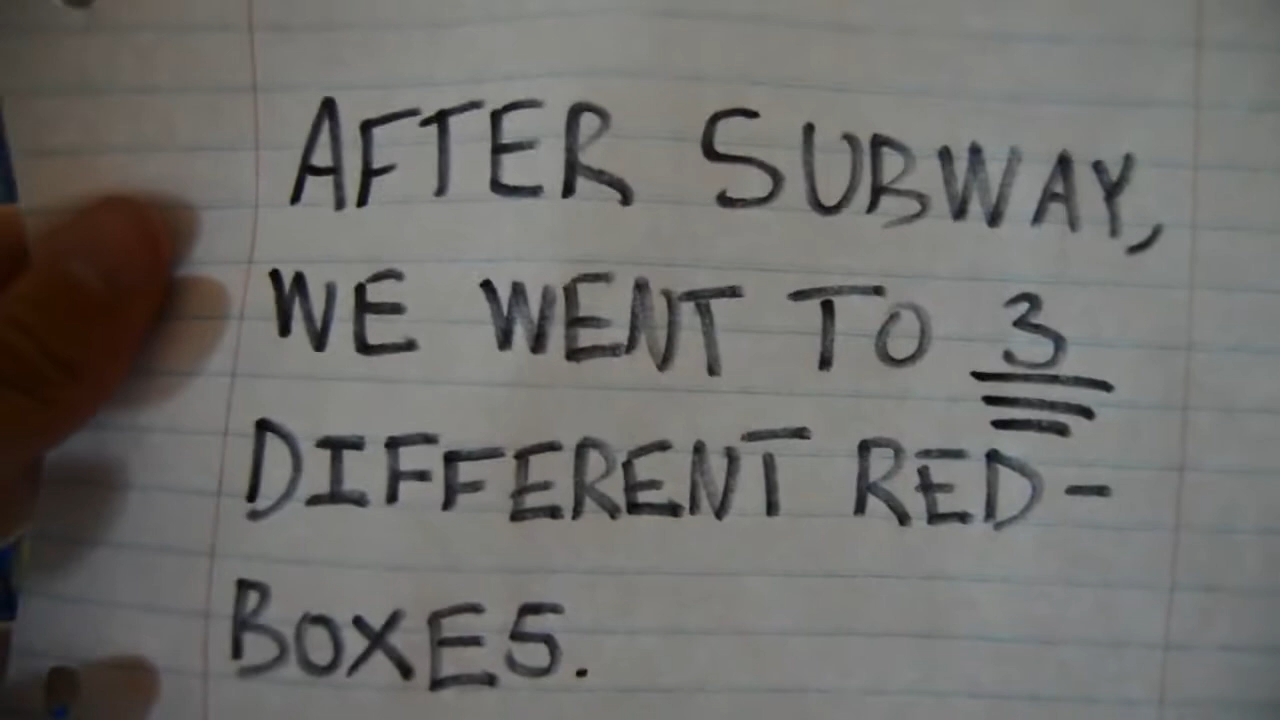 AFTER SUBWAY,
WE WENT TO 3
DIFFERENT RED-
BOXES.